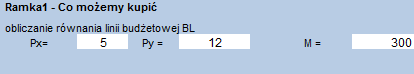 Ramka1 - Co możemy kupić
obliczanie równania linii budżetowej BL
Px= 5 Py = 12 M = 300